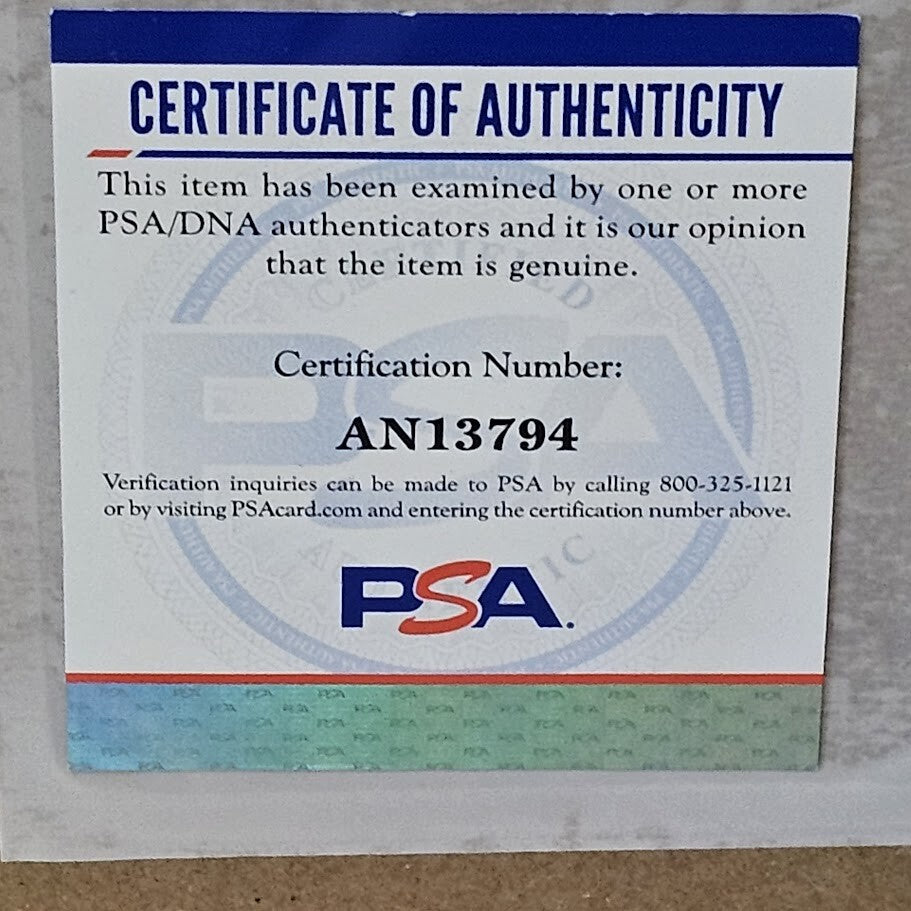 CERTIFICATE OF AUTHENTICITY
This item has been examined by one or more
PSA/DNA authenticators and it is our opinion
that the item is genuine.
CERTIFIED
PSA
Certification Number:
AN13794
Verification inquiries can be made to PSA by calling 800-325-1121
or by visiting PSAcard.com and entering the certification number above.
PSA.